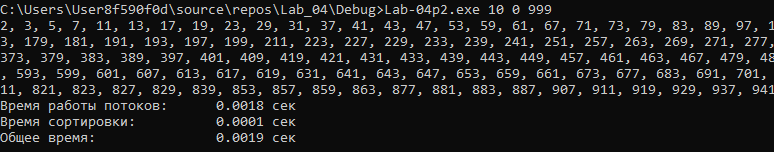 C:\Users\User8f590f0d\source\repos\Lab_04\Debug>Lab-04p2.exe 10 0 999
2, 3, 5, 7, 11, 13, 17, 19, 23, 29, 31, 37, 41, 43, 47, 53, 59, 61, 67, 71, 73, 79, 83, 89, 97, 1
3, 179, 181, 191, 193, 197, 199, 211, 223, 227, 229, 233, 239, 241, 251, 257, 263, 269, 271, 277,
373, 379, 383, 389, 397, 401, 409, 419, 421, 431, 433, 439, 443, 449, 457, 461, 463, 467, 479, 48
, 593, 599, 601, 607, 613, 617, 619, 631, 641, 643, 647, 653, 659, 661, 673, 677, 683, 691, 701,
11, 821, 823, 827, 829, 839, 853, 857, 859, 863, 877, 881, 883, 887, 907, 911, 919, 929, 937, 941
Время работы потоков: 0.0018 сек
Время сортировки: 0.0001 сек
Общее время: 0.0019 сек